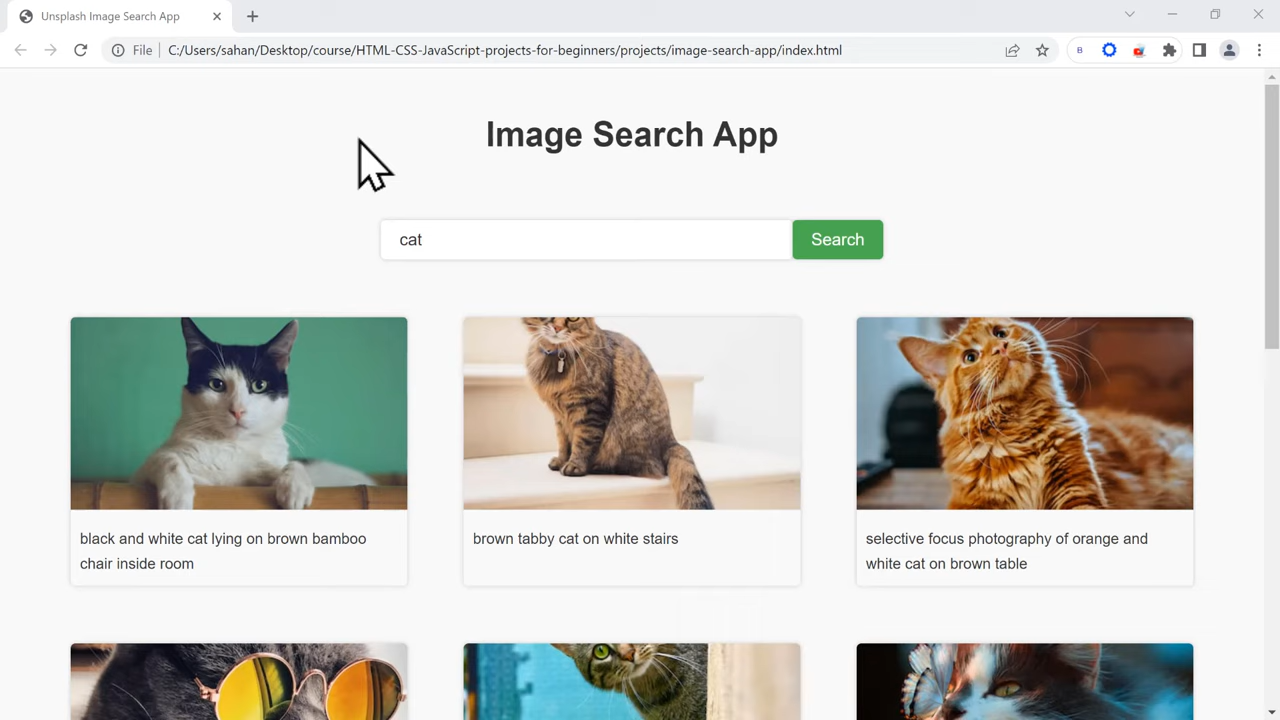 Unsplash Image Search App
File
C:/Users/sahan/Desktop/course/HTML-CSS-JavaScript-projects-for-beginners/projects/image-search-app/index.html
B
Image Search App
cat
Search
black and white cat lying on brown bamboo
chair inside room
brown tabby cat on white stairs
selective focus photography of orange and
white cat on brown table